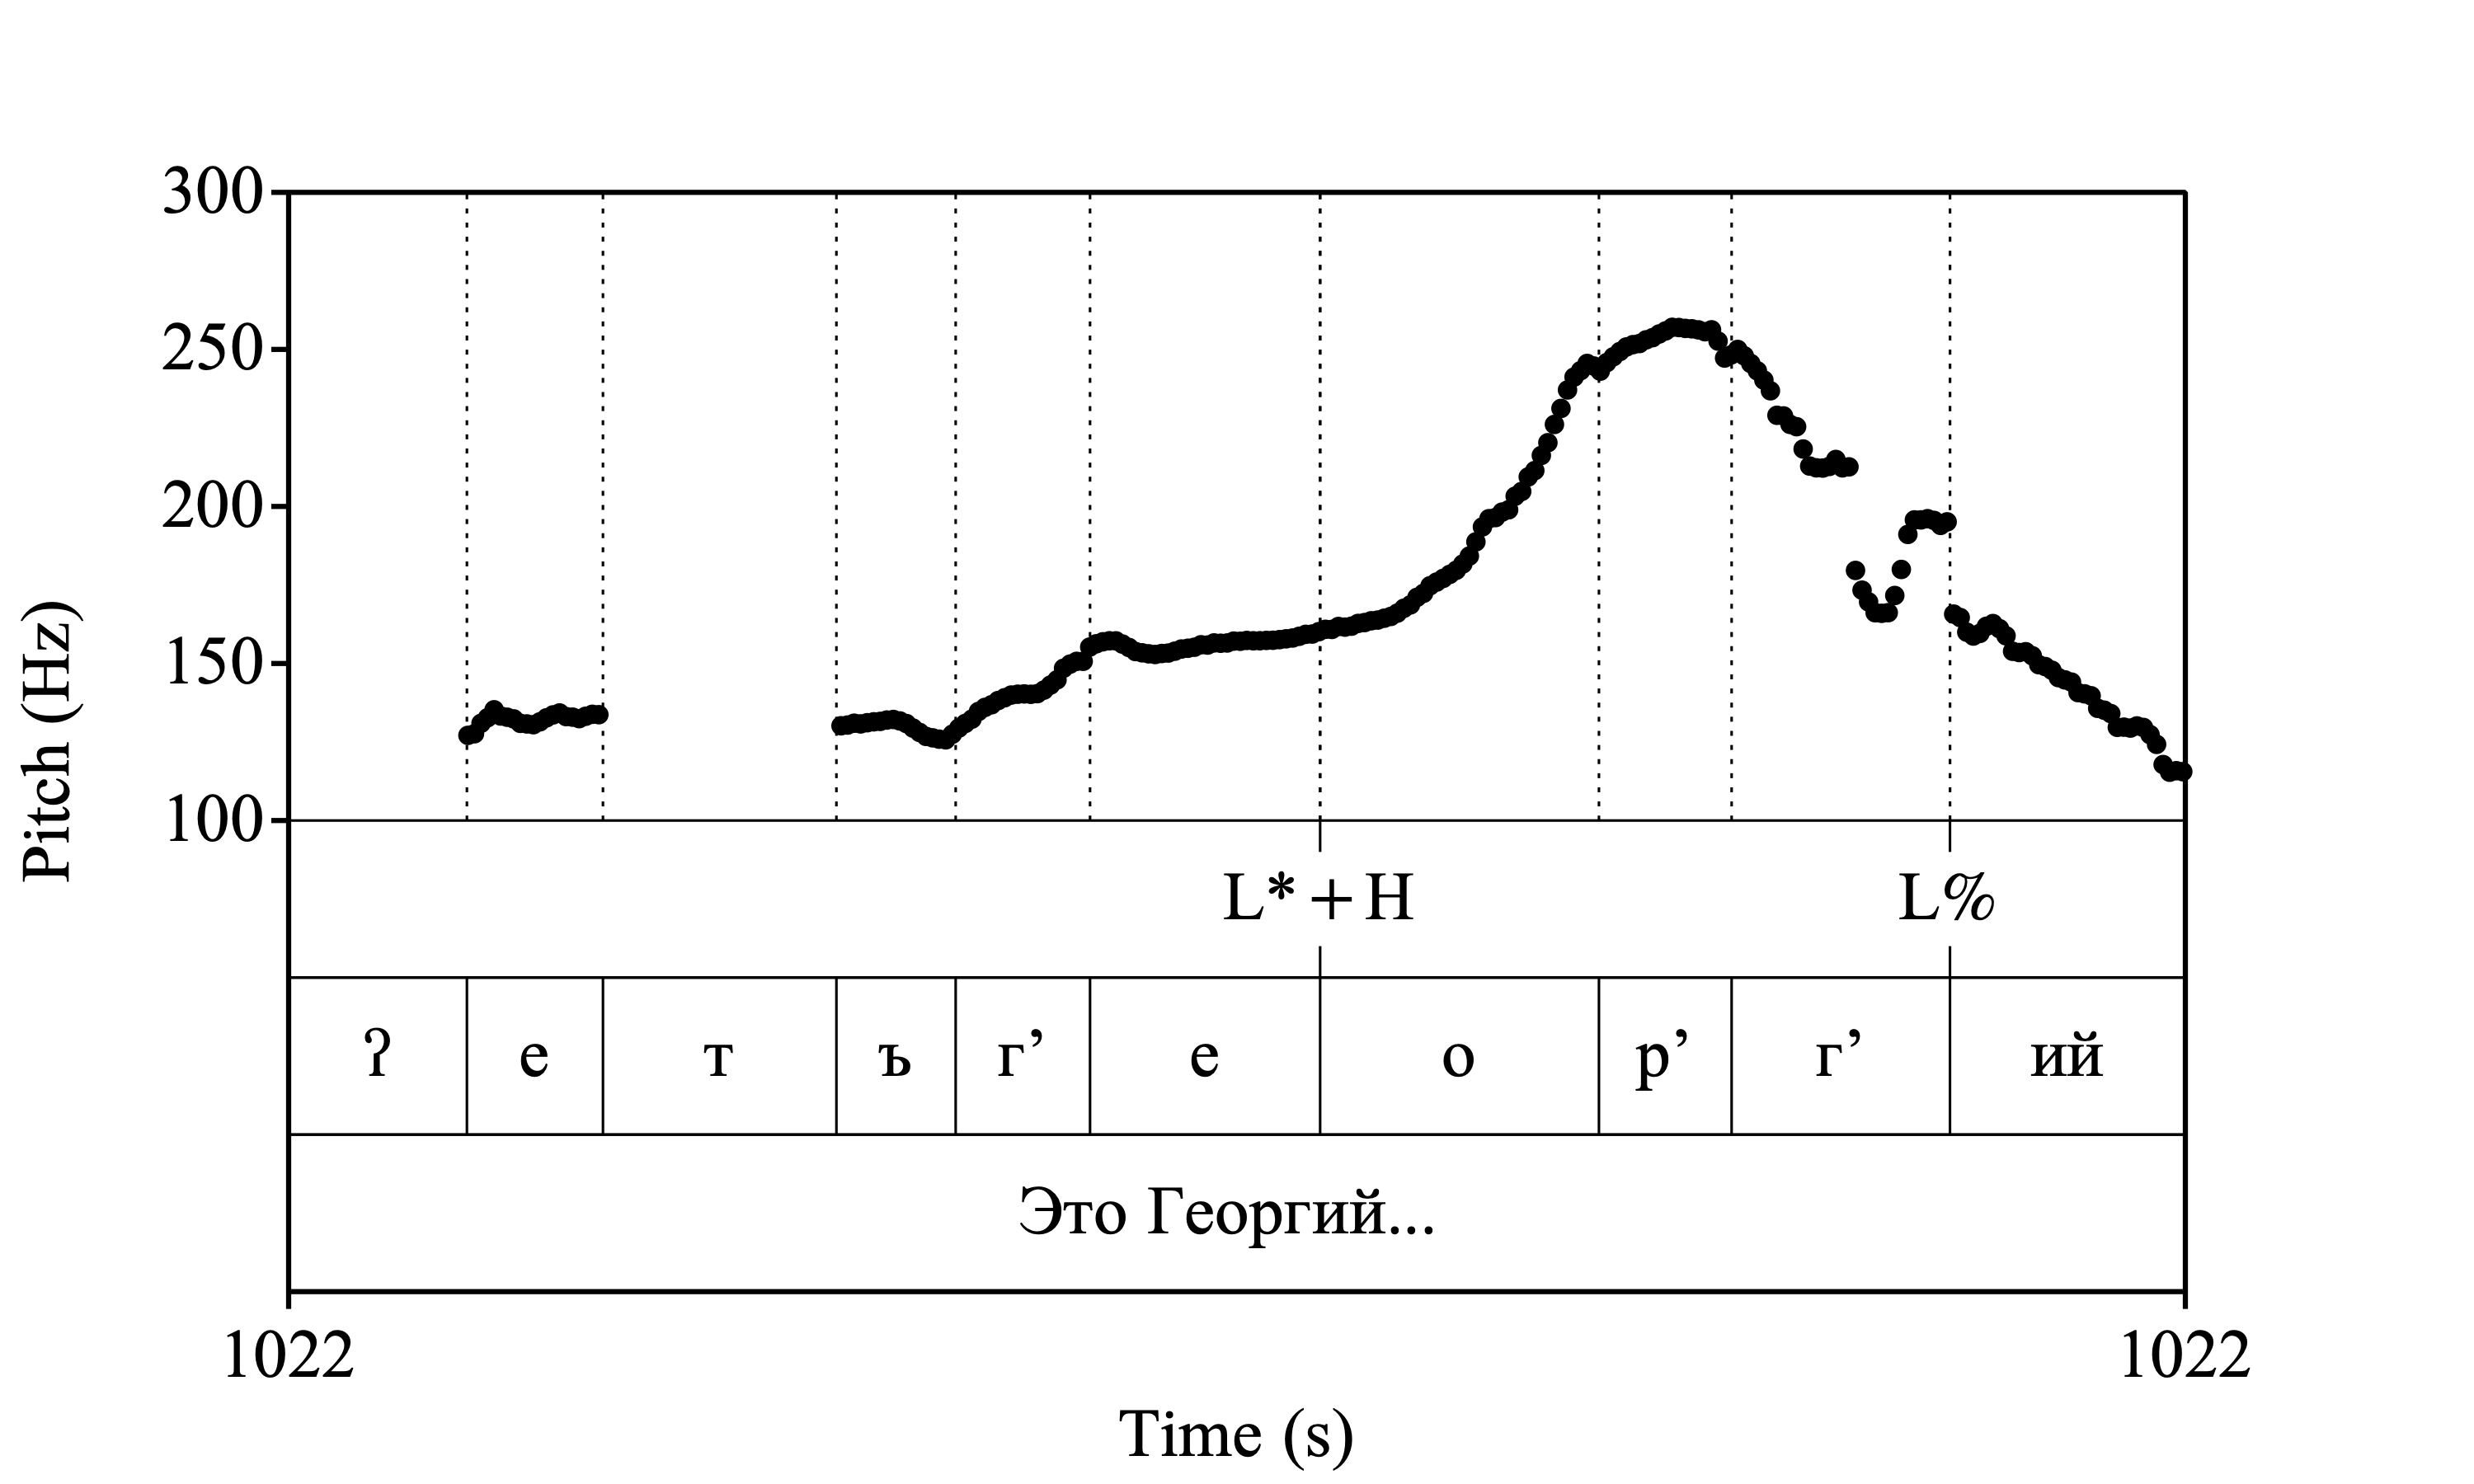 300
250
200
150
100
Pitch (Hz)
L*+H L%
ʔ е т ъ г’ е о р’ г’ ий
Это Георгий...
1022 1022
Time (s)